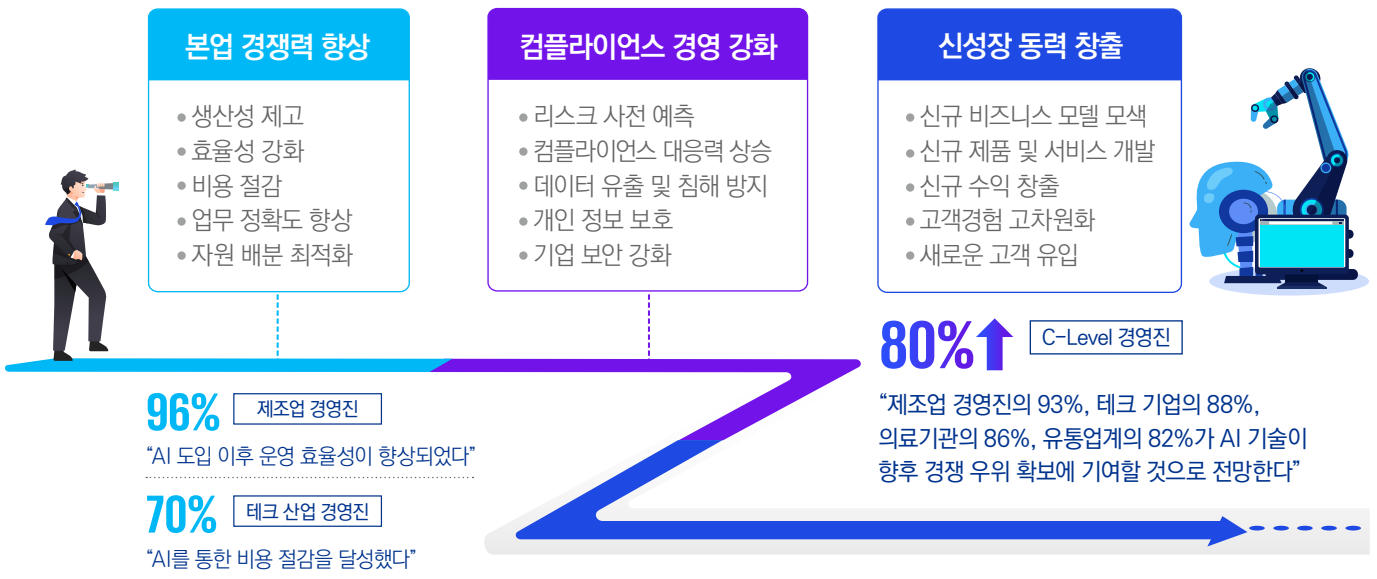 본업 경쟁력 향상
• 생산성 제고
• 효율성 강화
• 비용 절감
• 업무 정확도 향상
• 자원 배분 최적화
컴플라이언스 경영 강화
• 리스크 사전 예측
• 컴플라이언스 대응력 상승
• 데이터 유출 및 침해 방지
• 개인 정보 보호
• 기업 보안 강화
신성장 동력 창출
• 신규 비즈니스 모델 모색
• 신규 제품 및 서비스 개발
• 신규 수익 창출
• 고객경험 고차원화
• 새로운 고객 유입
96% 제조업 경영진
“AI 도입 이후 운영 효율성이 향상되었다”
70% 테크 산업 경영진
“AI를 통한 비용 절감을 달성했다”
80% C-Level 경영진
“제조업 경영진의 93%, 테크 기업의 88%,
의료기관의 86%, 유통업계의 82%가 AI 기술이
향후 경쟁 우위 확보에 기여할 것으로 전망한다”